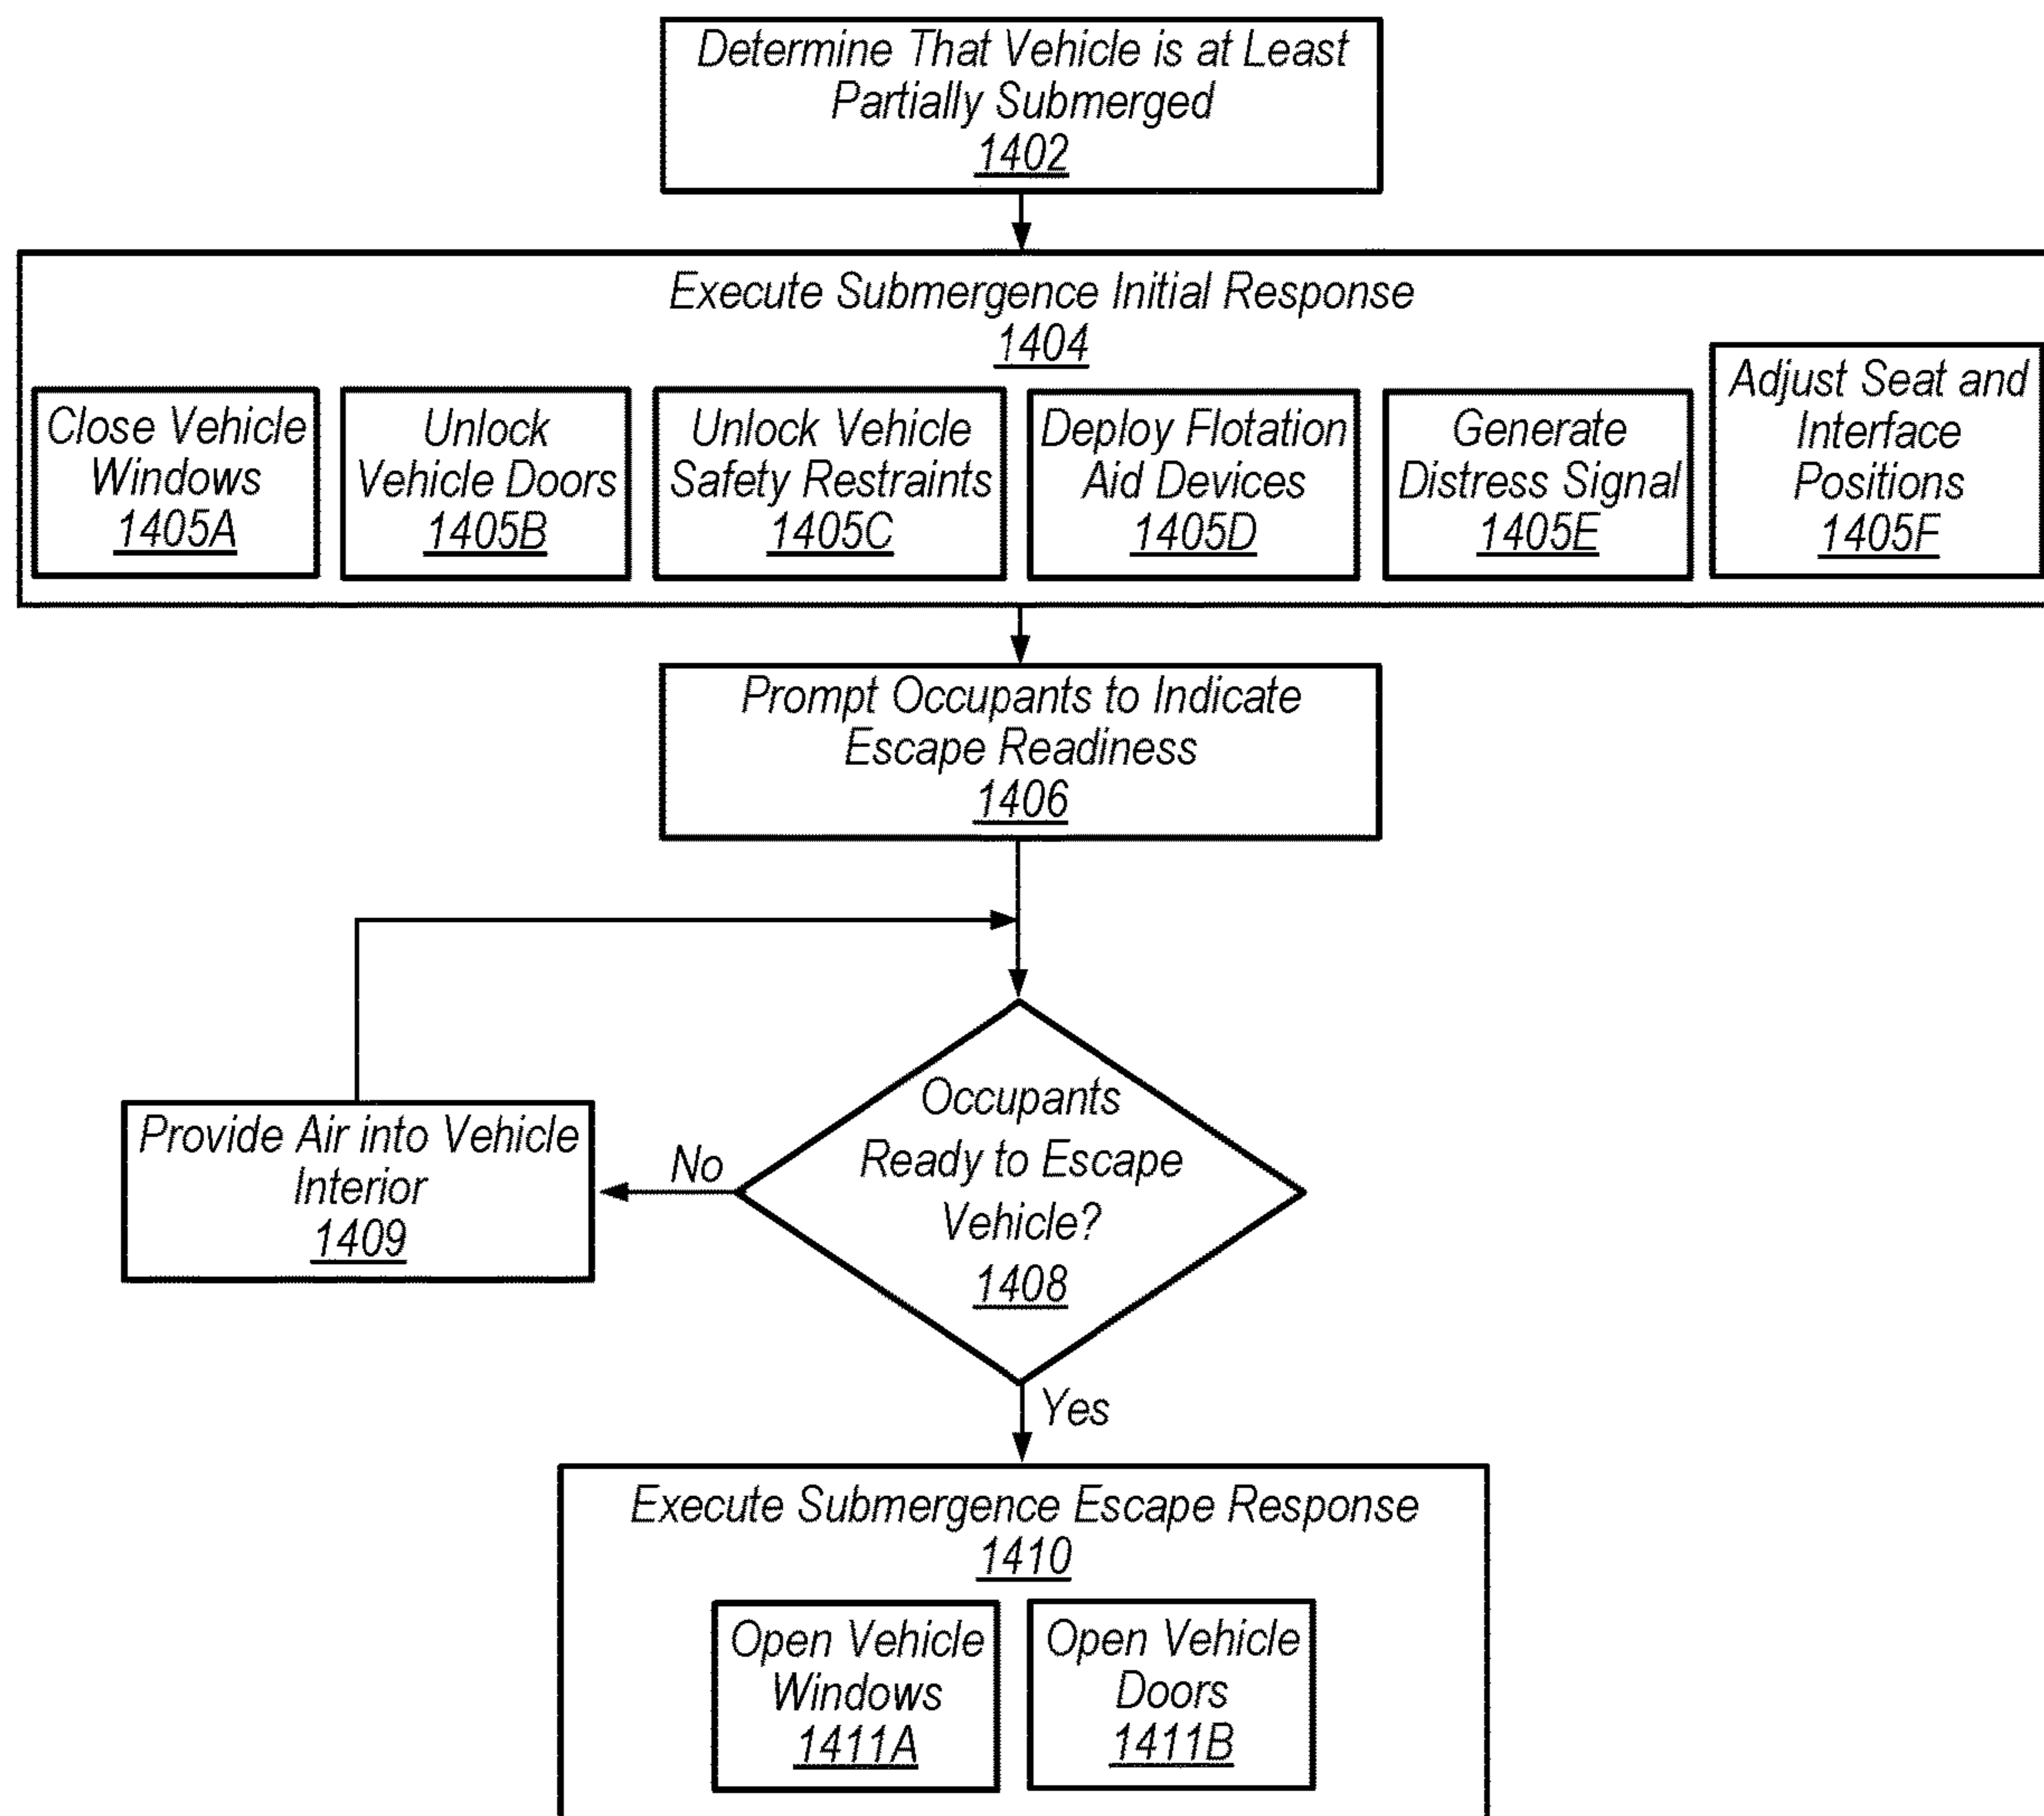 Determine That Vehicle is at Least
Partially Submerged
1402
Execute Submergence Initial Response
1404
Close Vehicle
Windows
1405A
Unlock
Vehicle Doors
1405B
Unlock Vehicle
Safety Restraints
1405C
Deploy Flotation
Aid Devices
1405D
Generate
Distress Signal
1405E
Adjust Seat and
Interface
Positions
1405F
Prompt Occupants to Indicate
Escape Readiness
1406
Occupants
Ready to Escape
Vehicle?
1408
No
Provide Air into Vehicle
Interior
1409
Yes
Execute Submergence Escape Response
1410
Open Vehicle
Windows
1411A
Open Vehicle
Doors
1411B